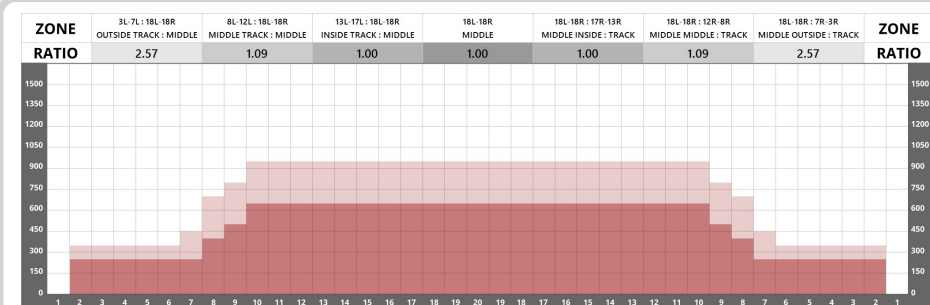 ZONE 3L-7L : 18L-18R 8L-12L : 18L-18R 13L-17L : 18L-18R 18L-18R 18L-18R : 17R-13R 18L-18R : 12R-8R 18L-18R : 7R-3R ZONE
OUTSIDE TRACK : MIDDLE MIDDLE TRACK : MIDDLE INSIDE TRACK : MIDDLE MIDDLE MIDDLE INSIDE : TRACK MIDDLE MIDDLE : TRACK MIDDLE OUTSIDE : TRACK
RATIO 2.57 1.09 1.00 1.00 1.00 1.09 2.57 RATIO
1500 1500
1350 1350
1200 1200
1050 1050
900 900
750 750
600 600
450 450
300 300
150 150
0 0
1 2 3 4 5 6 7 8 9 10 11 12 13 14 15 16 17 18 19 20 19 18 17 16 15 14 13 12 11 10 9 8 7 6 5 4 3 2 1